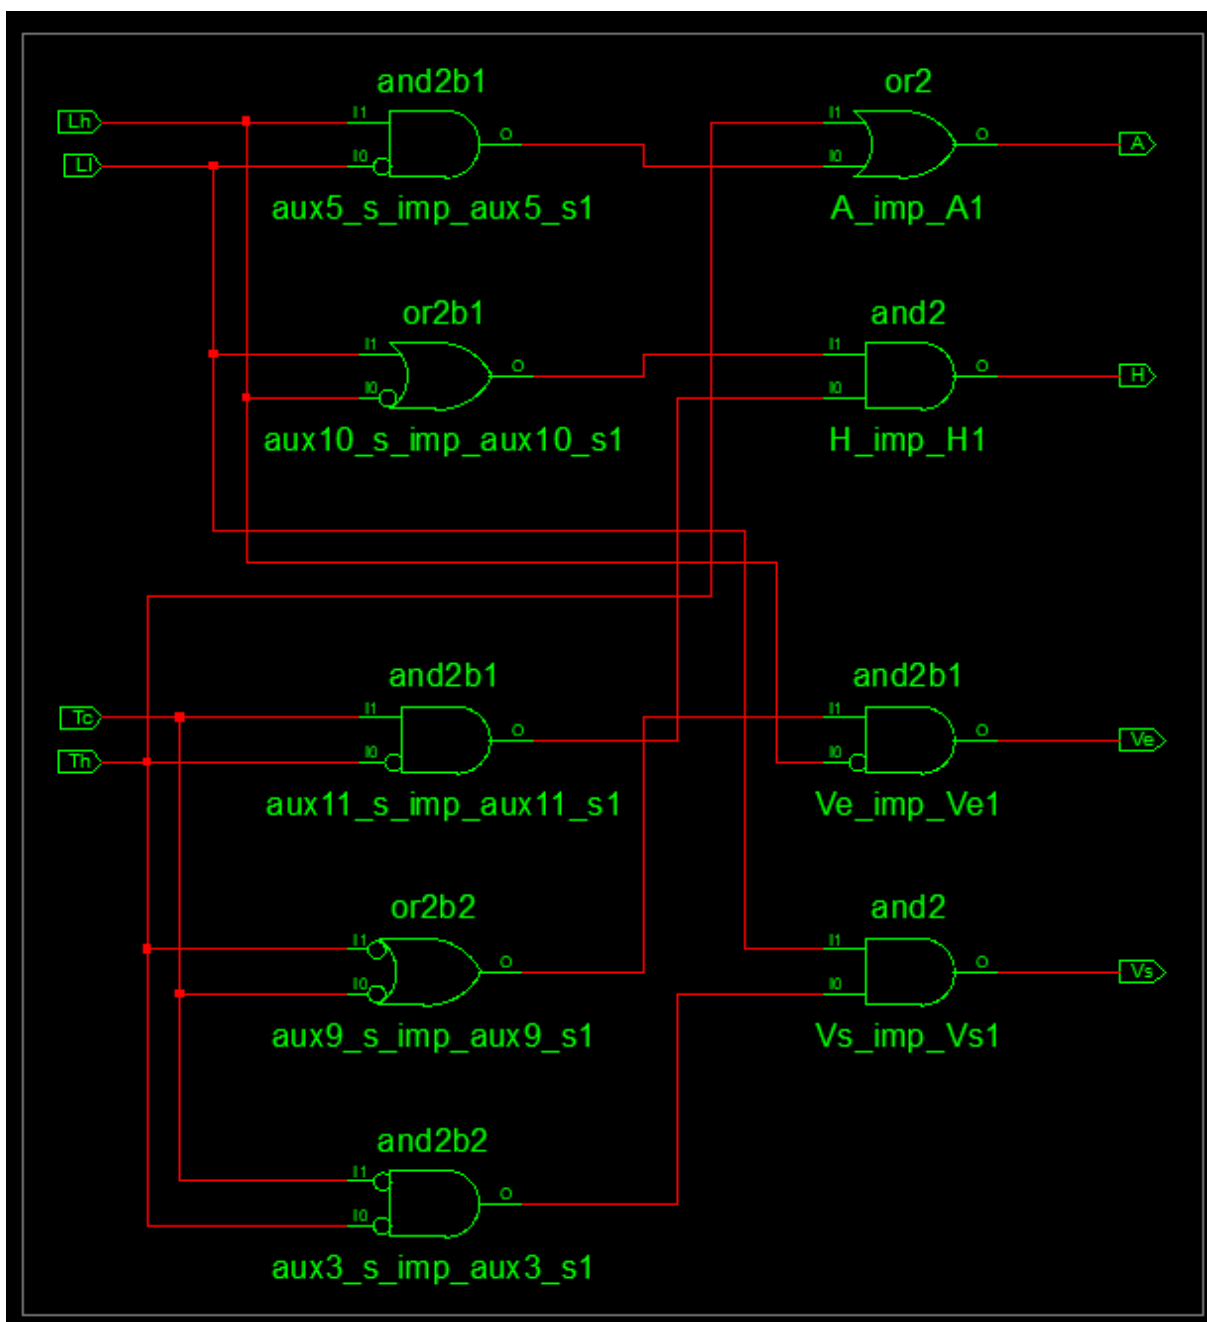 and2b1 or2
Lh I1 O I1 O A
Ll I0 I0
aux5_s_imp_aux5_s1 A_imp_A1
or2b1 and2
I1 O I1 O H
I0 I0
aux10_s_imp_aux10_s1 H_imp_H1
and2b1 and2b1
Tc I1 O I1 O Ve
Th I0 I0
aux11_s_imp_aux11_s1 Ve_imp_Ve1
or2b2 and2
I1 O I1 O Vs
I0 I0
aux9_s_imp_aux9_s1 Vs_imp_Vs1
and2b2
I1 O
I0
aux3_s_imp_aux3_s1